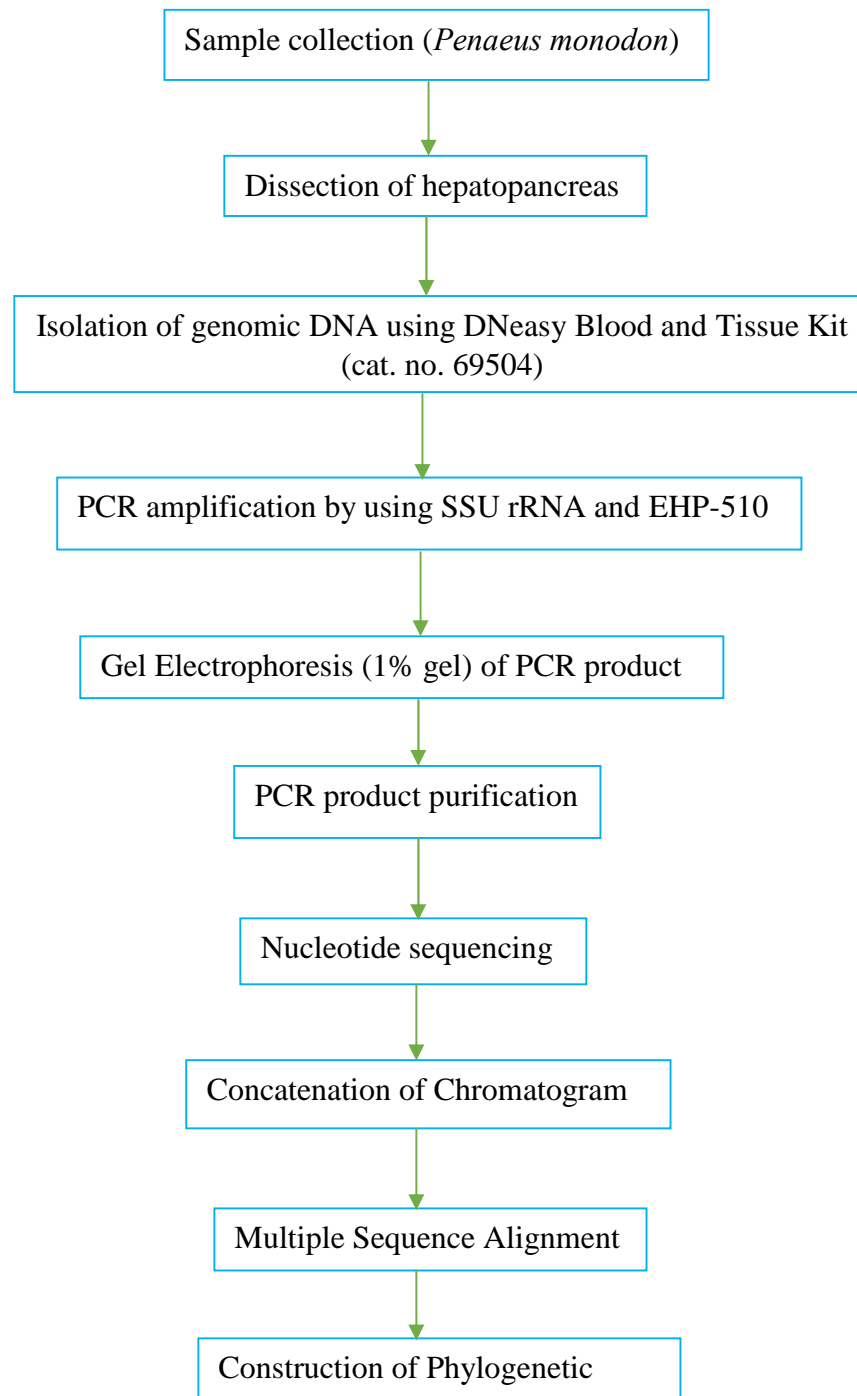 Sample collection (Penaeus monodon)
Dissection of hepatopancreas
Isolation of genomic DNA using DNeasy Blood and Tissue Kit
(cat. no. 69504)
PCR amplification by using SSU rRNA and EHP-510
Gel Electrophoresis (1% gel) of PCR product
PCR product purification
Nucleotide sequencing
Concatenation of Chromatogram
Multiple Sequence Alignment
Construction of Phylogenetic